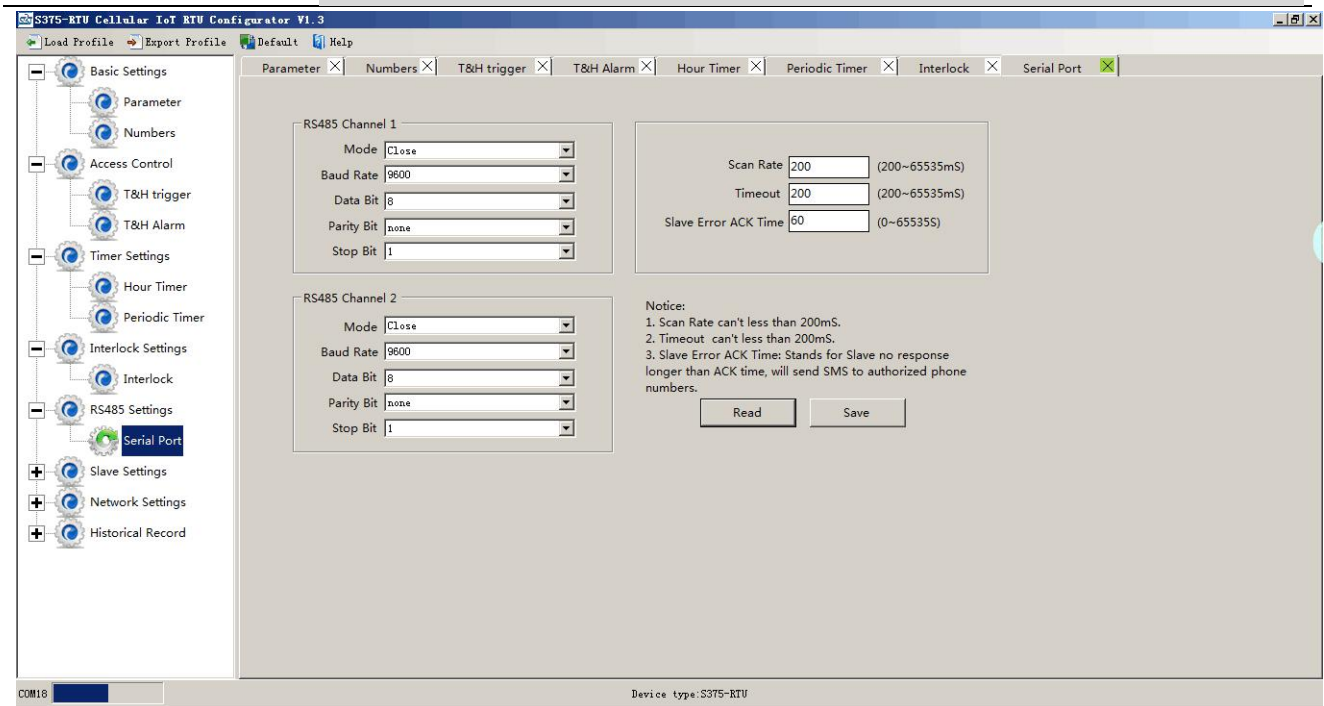 S375-RTU Cellular IoT RTU Configurator V1.3
Load Profile Export Profile Default Help
Basic Settings
Parameter
Numbers
Access Control
T&H trigger
T&H Alarm
Timer Settings
Hour Timer
Periodic Timer
Interlock Settings
Interlock
RS485 Settings
Serial Port
Slave Settings
Network Settings
Historical Record
Parameter Numbers T&H trigger T&H Alarm Hour Timer Periodic Timer Interlock Serial Port
RS485 Channel 1
Mode Close
Baud Rate 9600
Data Bit 8
Parity Bit none
Stop Bit 1
Scan Rate 200 (200~65535mS)
Timeout 200 (200~65535mS)
Slave Error ACK Time 60 (0~65535S)
RS485 Channel 2
Mode Close
Baud Rate 9600
Data Bit 8
Parity Bit none
Stop Bit 1
Notice:
1. Scan Rate can't less than 200mS.
2. Timeout can't less than 200mS.
3. Slave Error ACK Time: Stands for Slave no response
longer than ACK time, will send SMS to authorized phone
numbers.
Read Save
COM18
Device type:S375-RTU